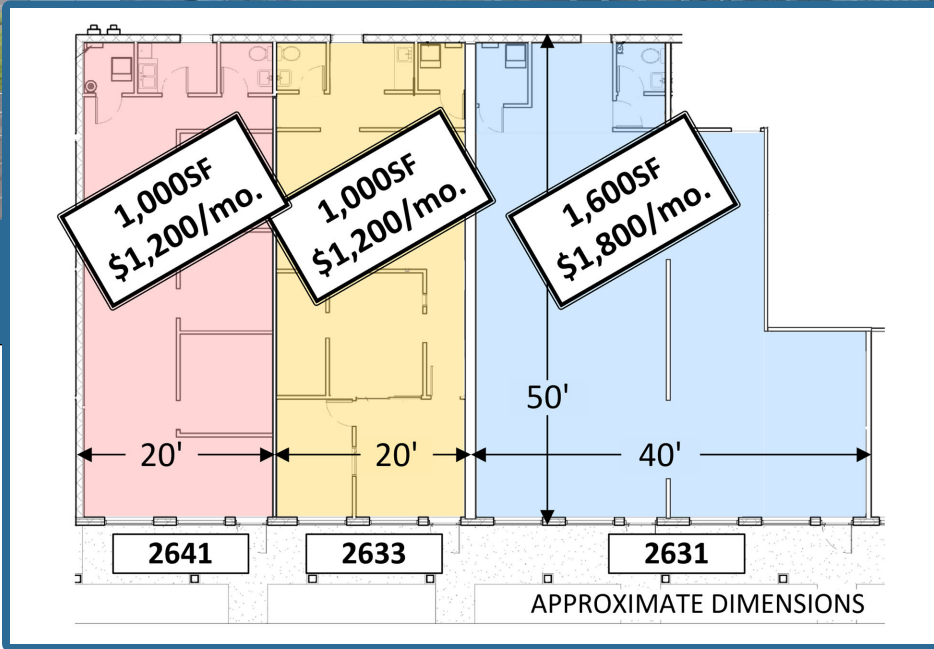 1,000SF
$1,200/mo.
1,000SF
$1,200/mo.
1,600SF
$1,800/mo.
50'
20'
20'
40'
2641
2633
2631
APPROXIMATE DIMENSIONS